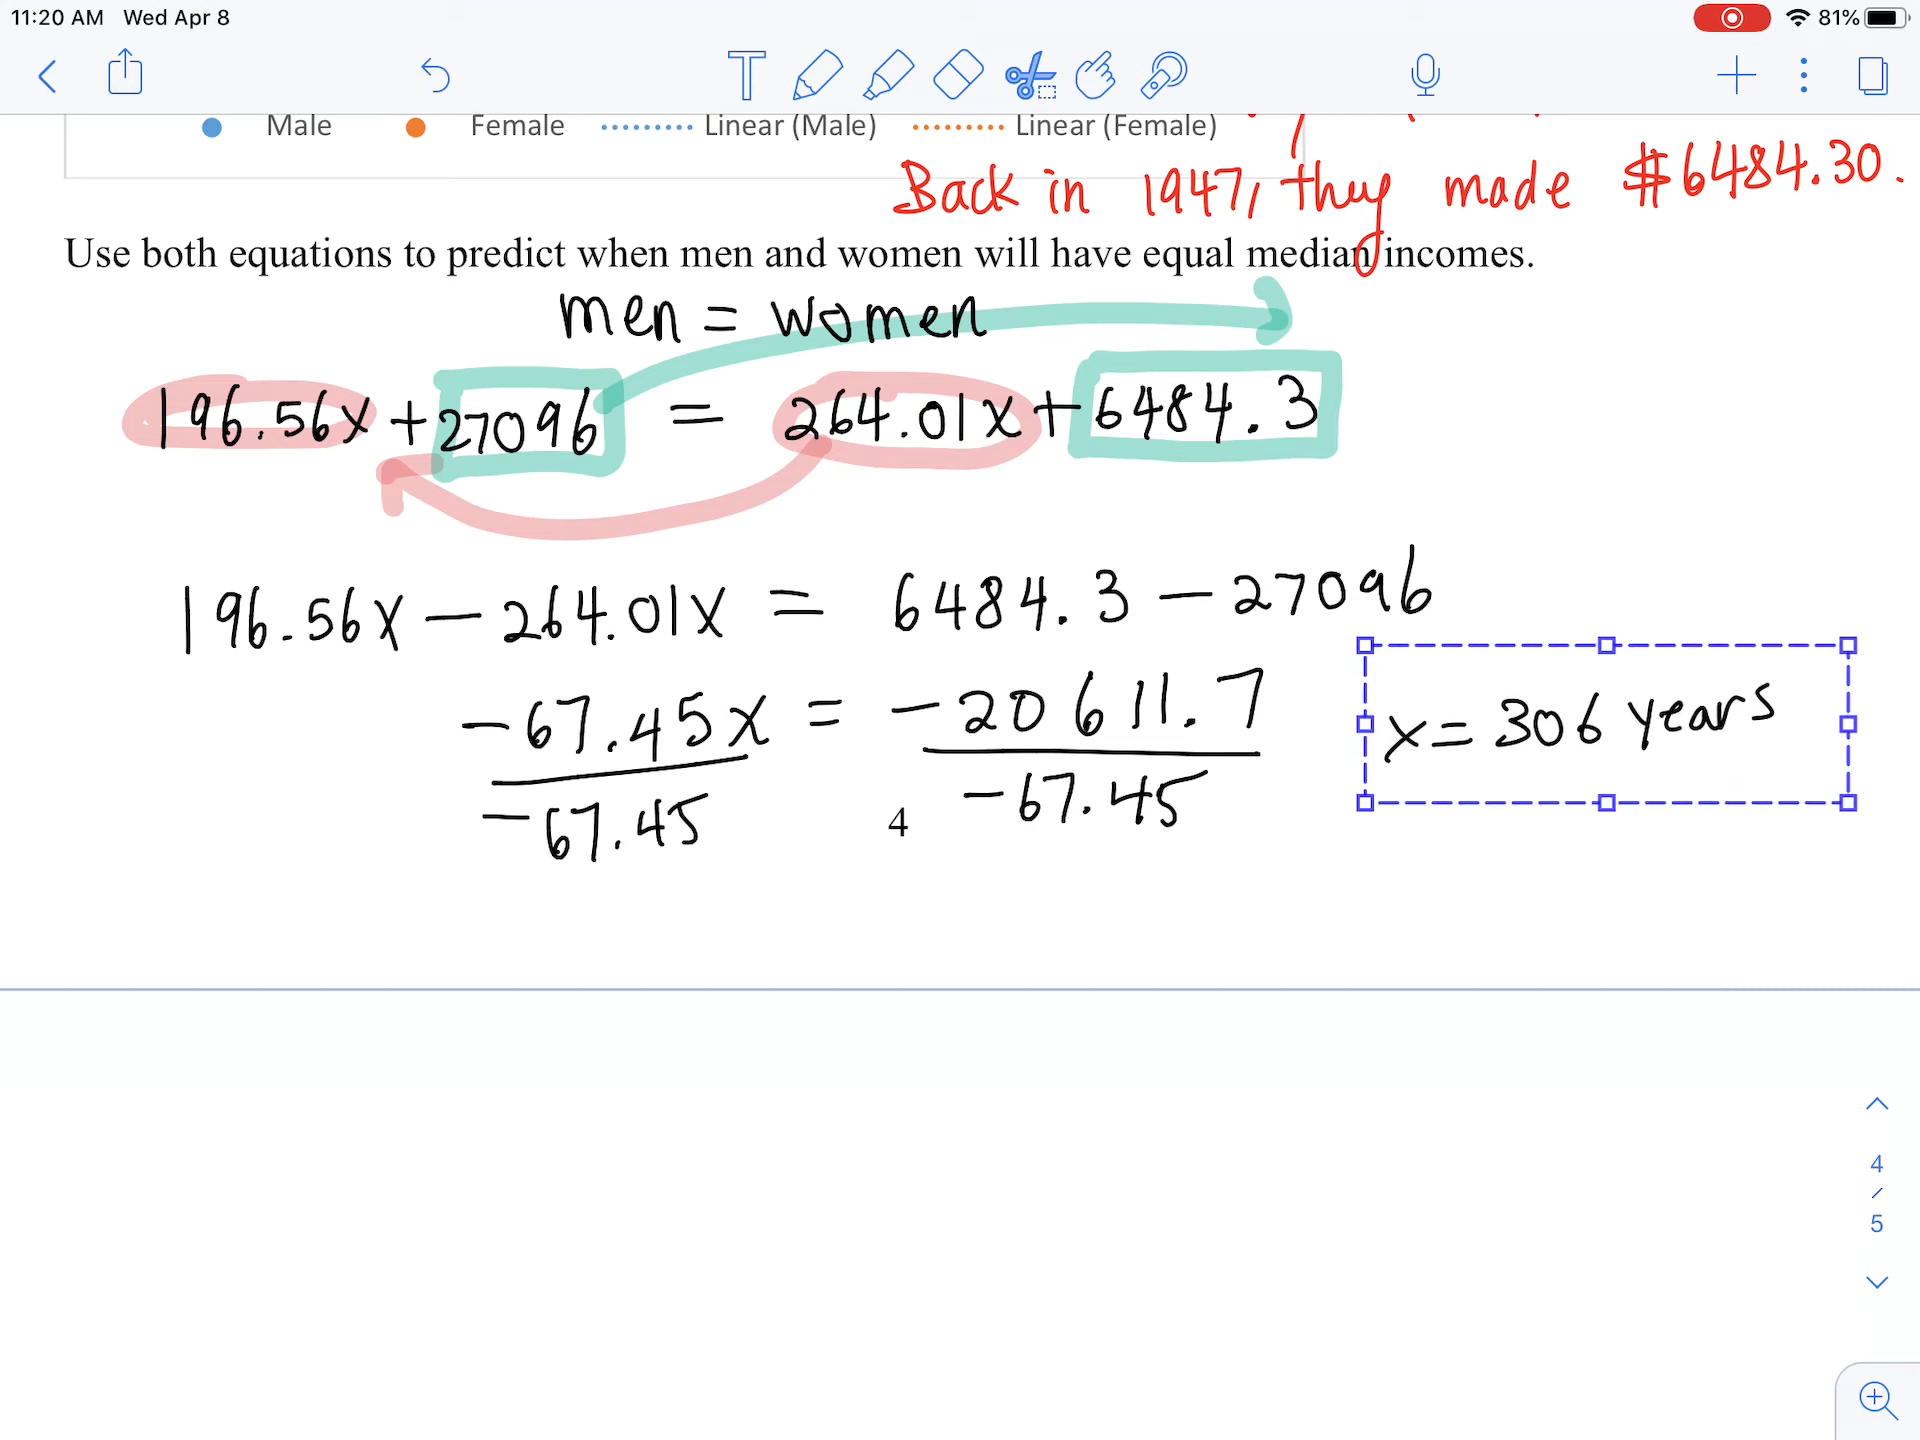 11:20 AM Wed Apr 8
81%
T
Male Female Linear (Male) Linear (Female)
Back in 1947, they made $6484.30.
Use both equations to predict when men and women will have equal median incomes.
men = women
196.56x + 27096 = 264.01x + 6484.3
196.56x - 264.01x = 6484.3 - 27096
-67.45x = -20611.7
-67.45 -67.45
x = 306 years
4
4
/
5